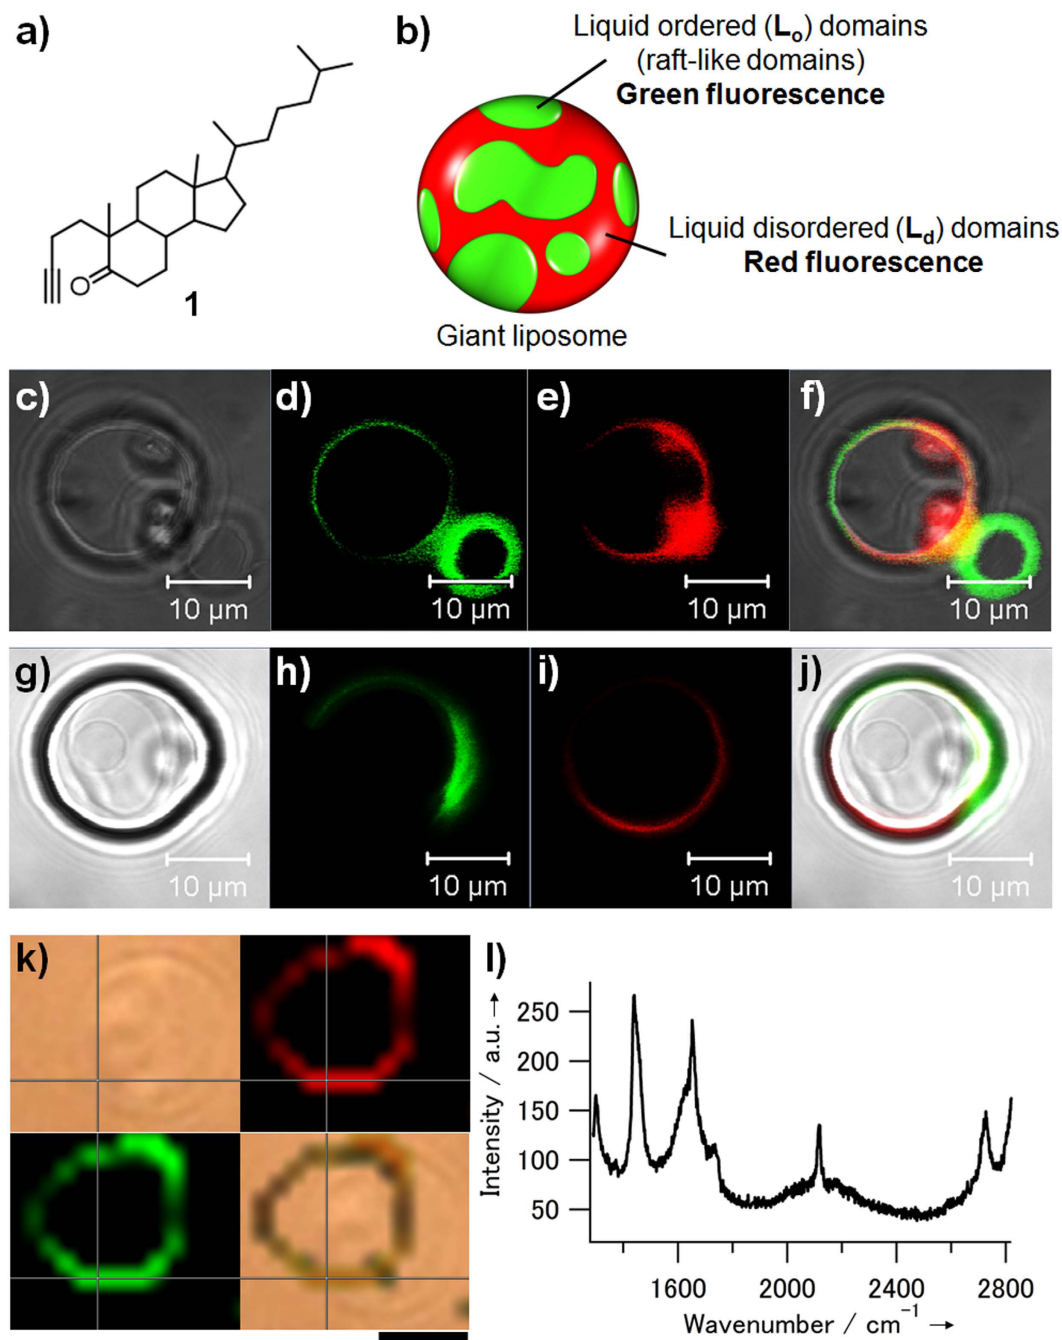 a)
O
1
b)
Liquid ordered (Lo) domains
(raft-like domains)
Green fluorescence
Liquid disordered (Ld) domains
Red fluorescence
Giant liposome
c)
10 µm
d)
10 µm
e)
10 µm
f)
10 µm
g)
10 µm
h)
10 µm
i)
10 µm
j)
10 µm
k)
l)
Intensity / a.u. →
250
200
150
100
50
1600 2000 2400 2800
Wavenumber / cm⁻¹ →